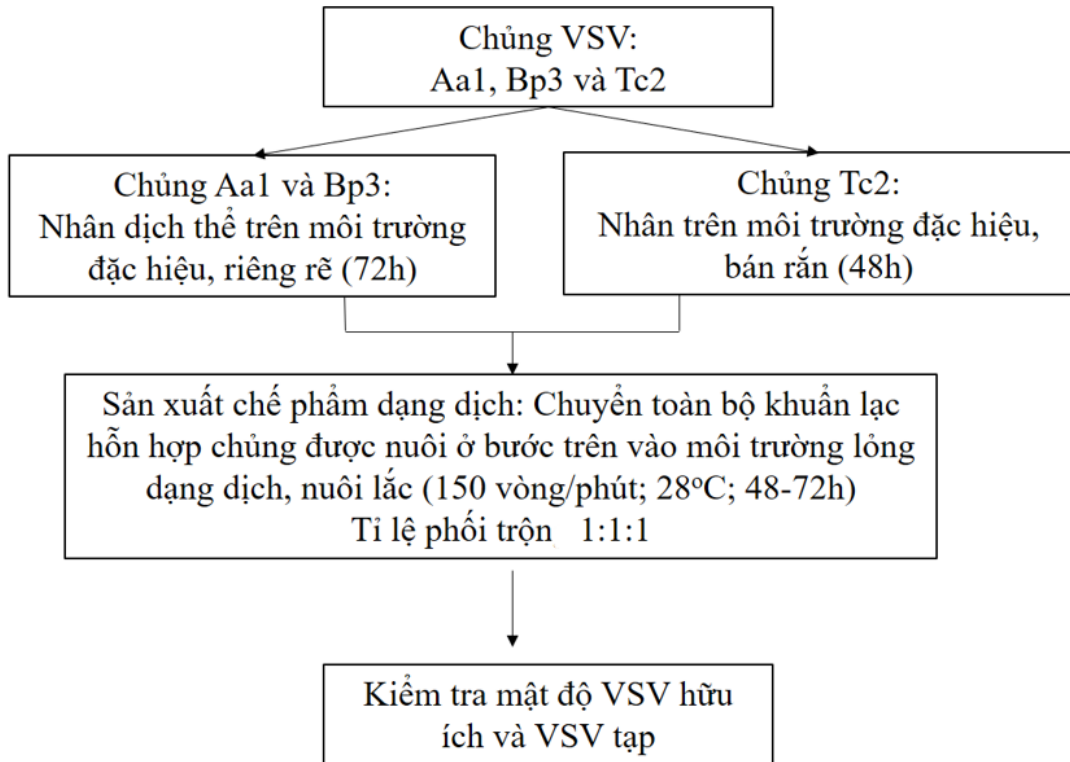 Chủng VSV:
Aa1, Bp3 và Tc2
Chủng Aa1 và Bp3:
Nhân dịch thể trên môi trường
đặc hiệu, riêng rẽ (72h)
Chủng Tc2:
Nhân trên môi trường đặc hiệu,
bán rắn (48h)
Sản xuất chế phẩm dạng dịch: Chuyển toàn bộ khuẩn lạc
hỗn hợp chủng được nuôi ở bước trên vào môi trường lỏng
dạng dịch, nuôi lắc (150 vòng/phút; 28°C; 48-72h)
Tỉ lệ phối trộn 1:1:1
Kiểm tra mật độ VSV hữu
ích và VSV tạp